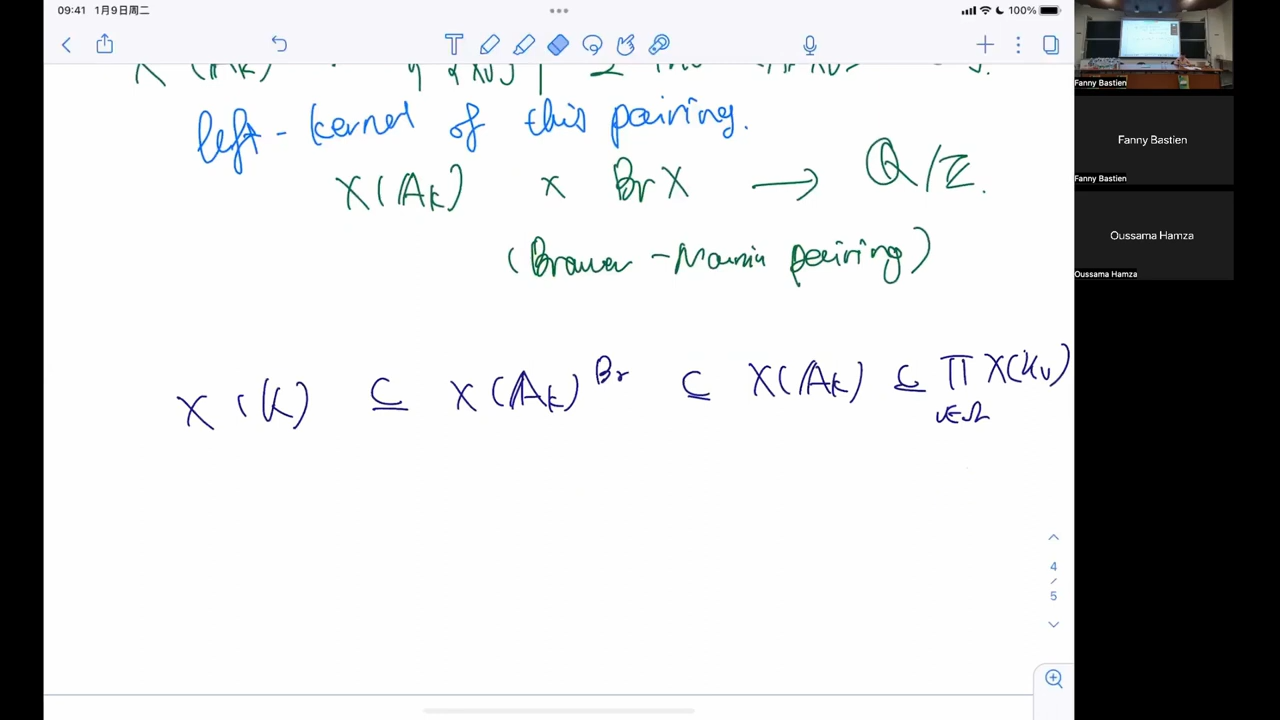 09:41 1月9日周二
100%
left-kernel of this pairing.
X(𝔸_K) × Br X → ℚ/ℤ.
(Brauer-Manin pairing)
X(K) ⊆ X(𝔸_K)^Br ⊆ X(𝔸_K) ⊆ ∏_{v∈Ω} X(K_v)
4
/
5
Fanny Bastien
Fanny Bastien
Fanny Bastien
Oussama Hamza
Oussama Hamza